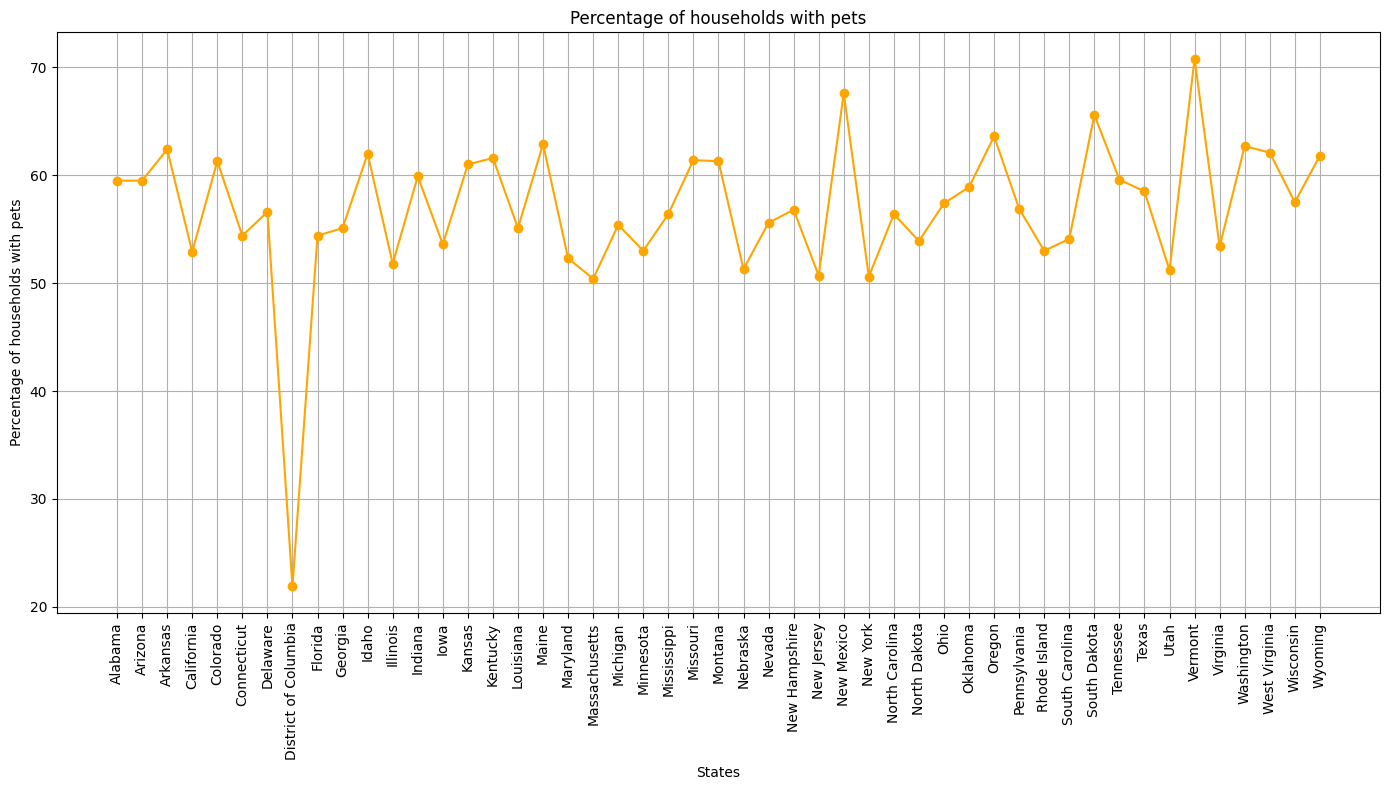 Percentage of households with pets
Percentage of households with pets
70
60
50
40
30
20
Alabama
Arizona
Arkansas
California
Colorado
Connecticut
Delaware
District of Columbia
Florida
Georgia
Idaho
Illinois
Indiana
Iowa
Kansas
Kentucky
Louisiana
Maine
Maryland
Massachusetts
Michigan
Minnesota
Mississippi
Missouri
Montana
Nebraska
Nevada
New Hampshire
New Jersey
New Mexico
New York
North Carolina
North Dakota
Ohio
Oklahoma
Oregon
Pennsylvania
Rhode Island
South Carolina
South Dakota
Tennessee
Texas
Utah
Vermont
Virginia
Washington
West Virginia
Wisconsin
Wyoming
States